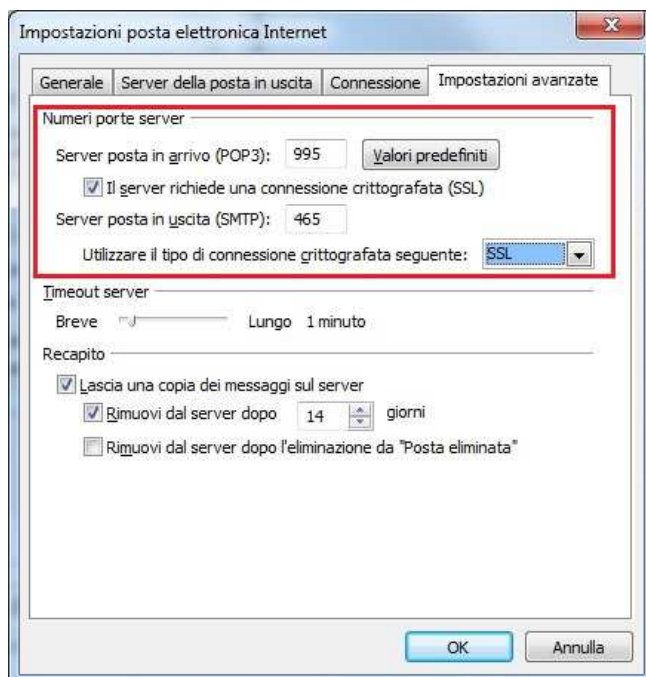 Impostazioni posta elettronica Internet
Generale Server della posta in uscita Connessione Impostazioni avanzate
Numeri porte server
Server posta in arrivo (POP3): 995 Valori predefiniti
Il server richiede una connessione crittografata (SSL)
Server posta in uscita (SMTP): 465
Utilizzare il tipo di connessione crittografata seguente: SSL
Timeout server
Breve Lungo 1 minuto
Recapito
Lascia una copia dei messaggi sul server
Rimuovi dal server dopo 14 giorni
Rimuovi dal server dopo l'eliminazione da "Posta eliminata"
OK Annulla